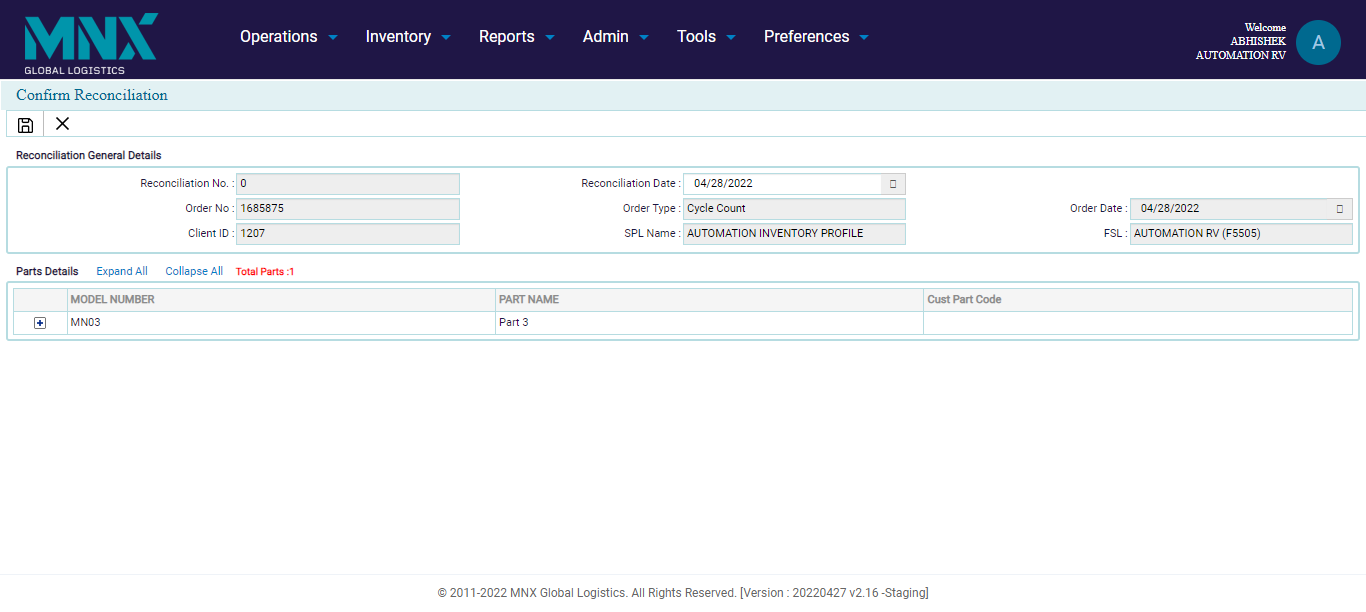 MNX
GLOBAL LOGISTICS
Operations Inventory Reports Admin Tools Preferences
Welcome
ABHISHEK
AUTOMATION RV
A
Confirm Reconciliation
Reconciliation General Details
Reconciliation No. : 0 Reconciliation Date : 04/28/2022
Order No : 1685875 Order Type : Cycle Count Order Date : 04/28/2022
Client ID : 1207 SPL Name : AUTOMATION INVENTORY PROFILE FSL : AUTOMATION RV (F5505)
Parts Details Expand All Collapse All Total Parts :1
MODEL NUMBER PART NAME Cust Part Code
MN03 Part 3
© 2011-2022 MNX Global Logistics. All Rights Reserved. [Version : 20220427 v2.16 -Staging]